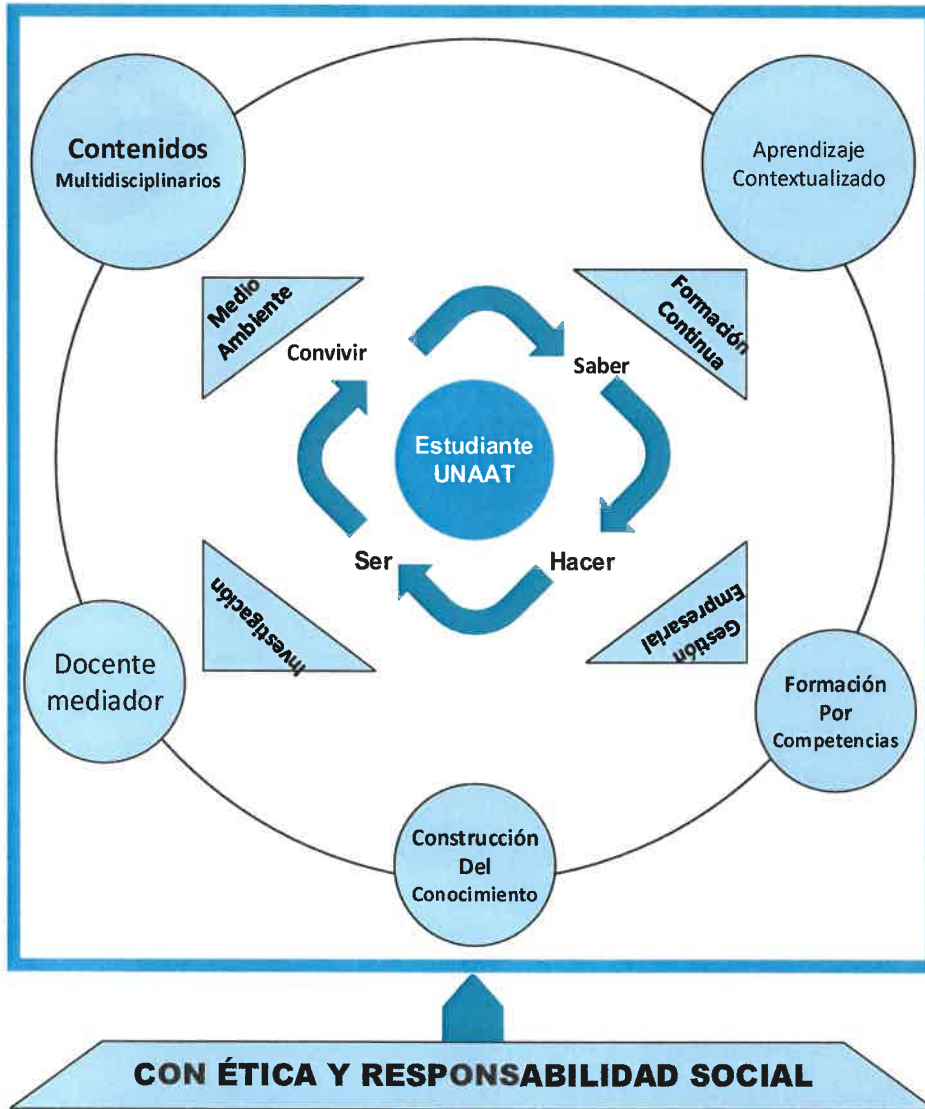 Contenidos
Multidisciplinarios
Aprendizaje
Contextualizado
Medio
Ambiente
Formación
Continua
Convivir
Saber
Estudiante
UNAAT
Ser
Hacer
Investigación
Gestión
Empresarial
Docente
mediador
Formación
Por
Competencias
Construcción
Del
Conocimiento
CON ÉTICA Y RESPONSABILIDAD SOCIAL